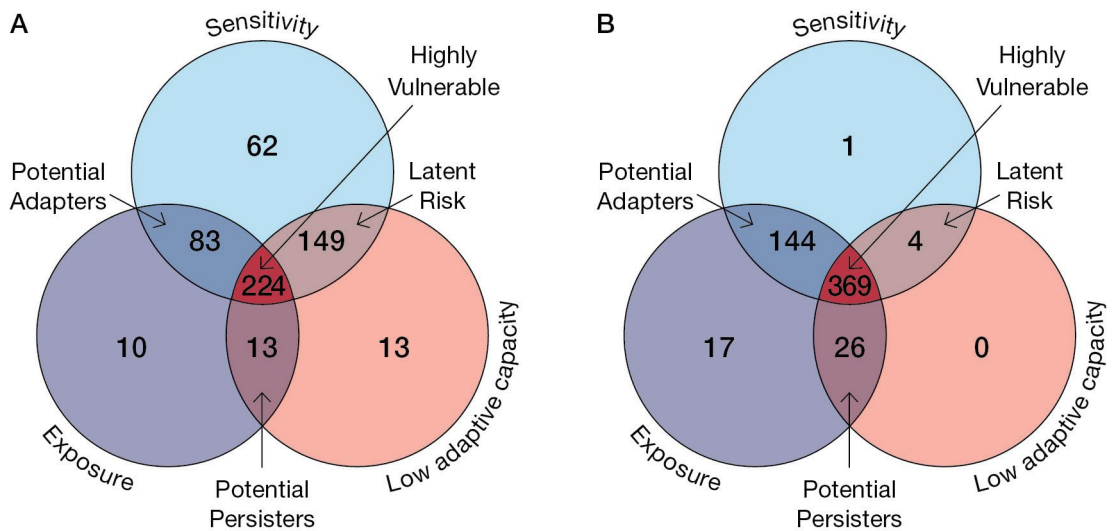 A
Sensitivity
Highly
Vulnerable
62
Potential
Adapters
Latent
Risk
83
149
224
10
13
13
Exposure
Low adaptive capacity
Potential
Persisters
B
Sensitivity
Highly
Vulnerable
1
Potential
Adapters
Latent
Risk
144
4
369
17
26
0
Exposure
Low adaptive capacity
Potential
Persisters